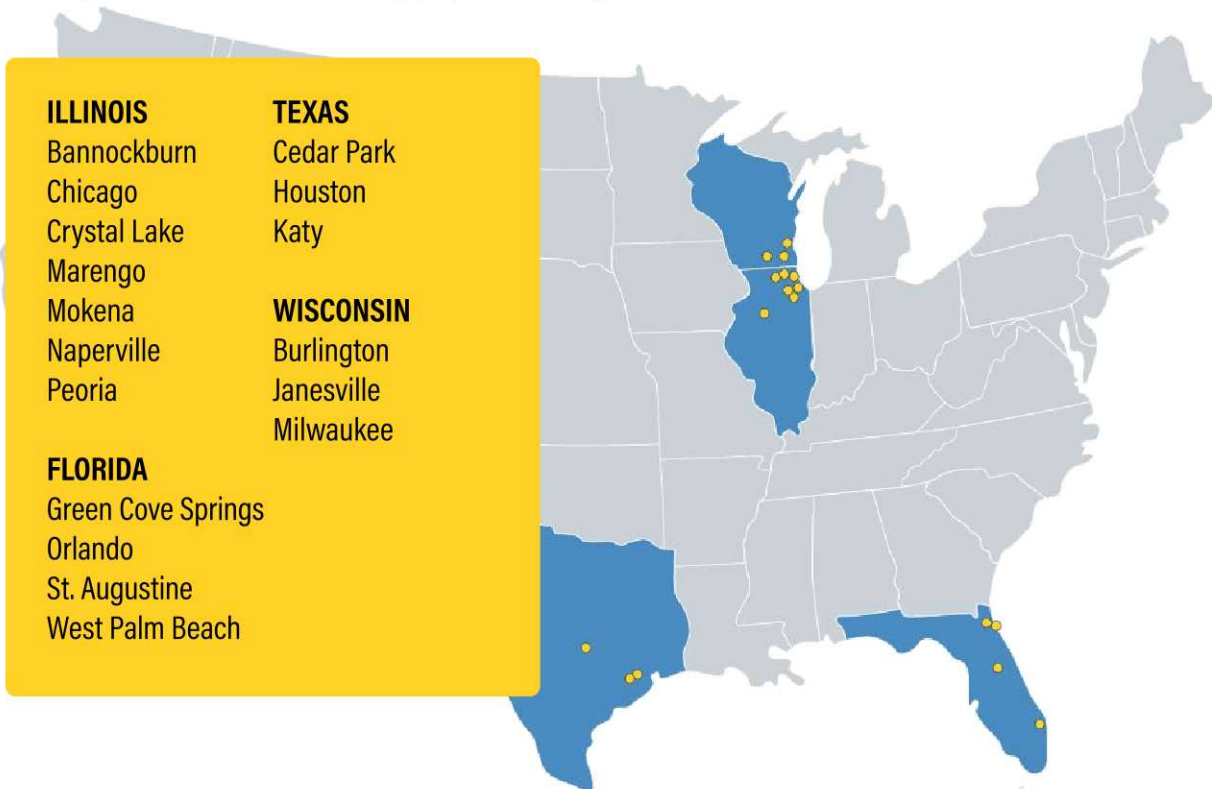 ILLINOIS
Bannockburn
Chicago
Crystal Lake
Marengo
Mokena
Naperville
Peoria
FLORIDA
Green Cove Springs
Orlando
St. Augustine
West Palm Beach
TEXAS
Cedar Park
Houston
Katy
WISCONSIN
Burlington
Janesville
Milwaukee